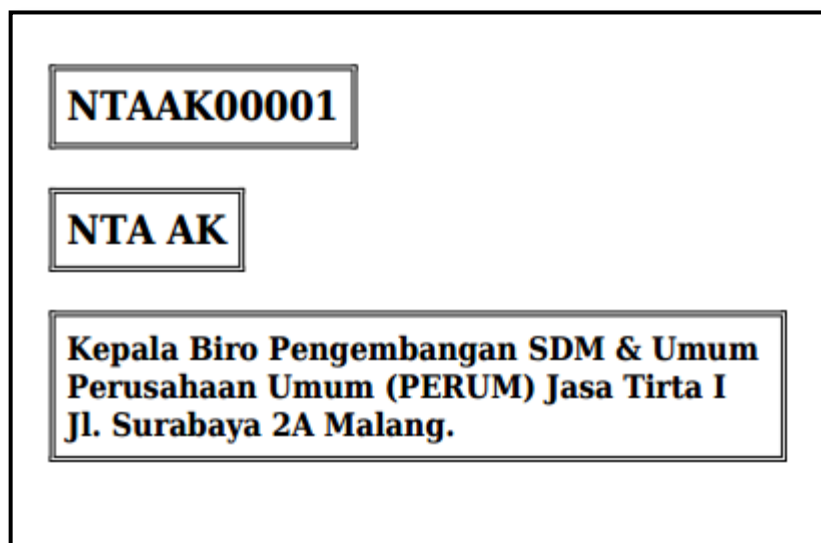 NTAAK00001
NTA AK
Kepala Biro Pengembangan SDM & Umum
Perusahaan Umum (PERUM) Jasa Tirta I
Jl. Surabaya 2A Malang.